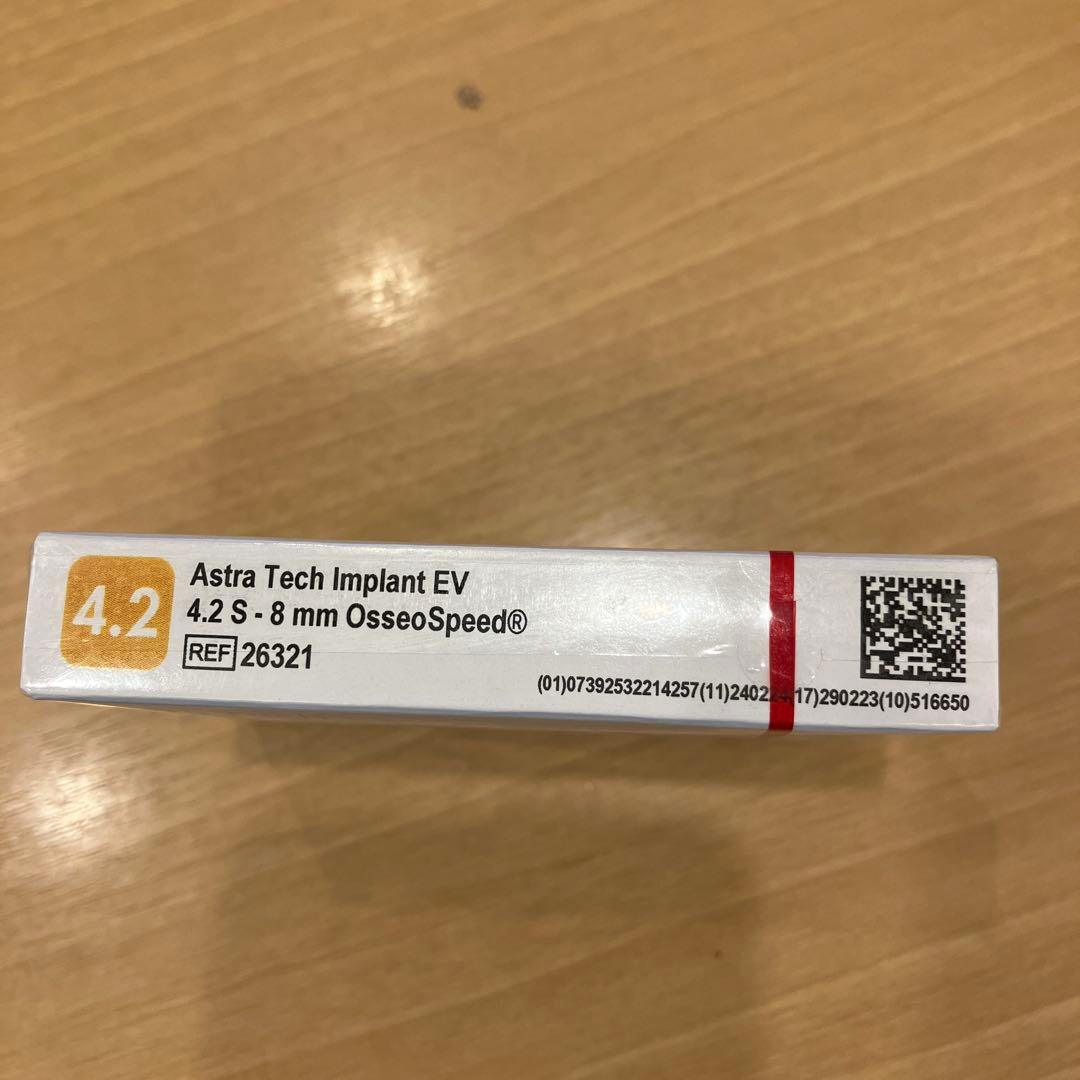 4.2
Astra Tech Implant EV
4.2 S - 8 mm OsseoSpeed®
REF 26321
(01)07392532214257(11)240224(17)290223(10)516650